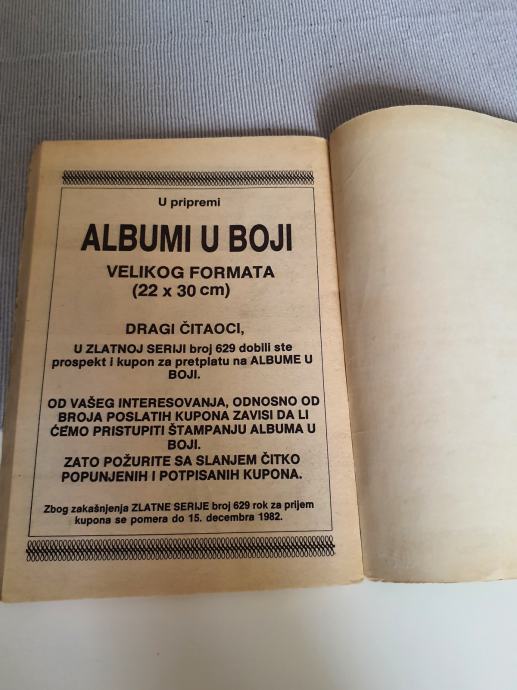 U pripremi
ALBUMI U BOJI
VELIKOG FORMATA
(22 x 30 cm)
DRAGI ČITAOCI,
U ZLATNOJ SERIJI broj 629 dobili ste
prospekt i kupon za pretplatu na ALBUME U
BOJI.
OD VAŠEG INTERESOVANJA, ODNOSNO OD
BROJA POSLATIH KUPONA ZAVISI DA LI
ĆEMO PRISTUPITI ŠTAMPANJU ALBUMA U
BOJI.
ZATO POŽURITE SA SLANJEM ČITKO
POPUNJENIH I POTPISANIH KUPONA.
Zbog zakašnjenja ZLATNE SERIJE broj 629 rok za prijem
kupona se pomera do 15. decembra 1982.